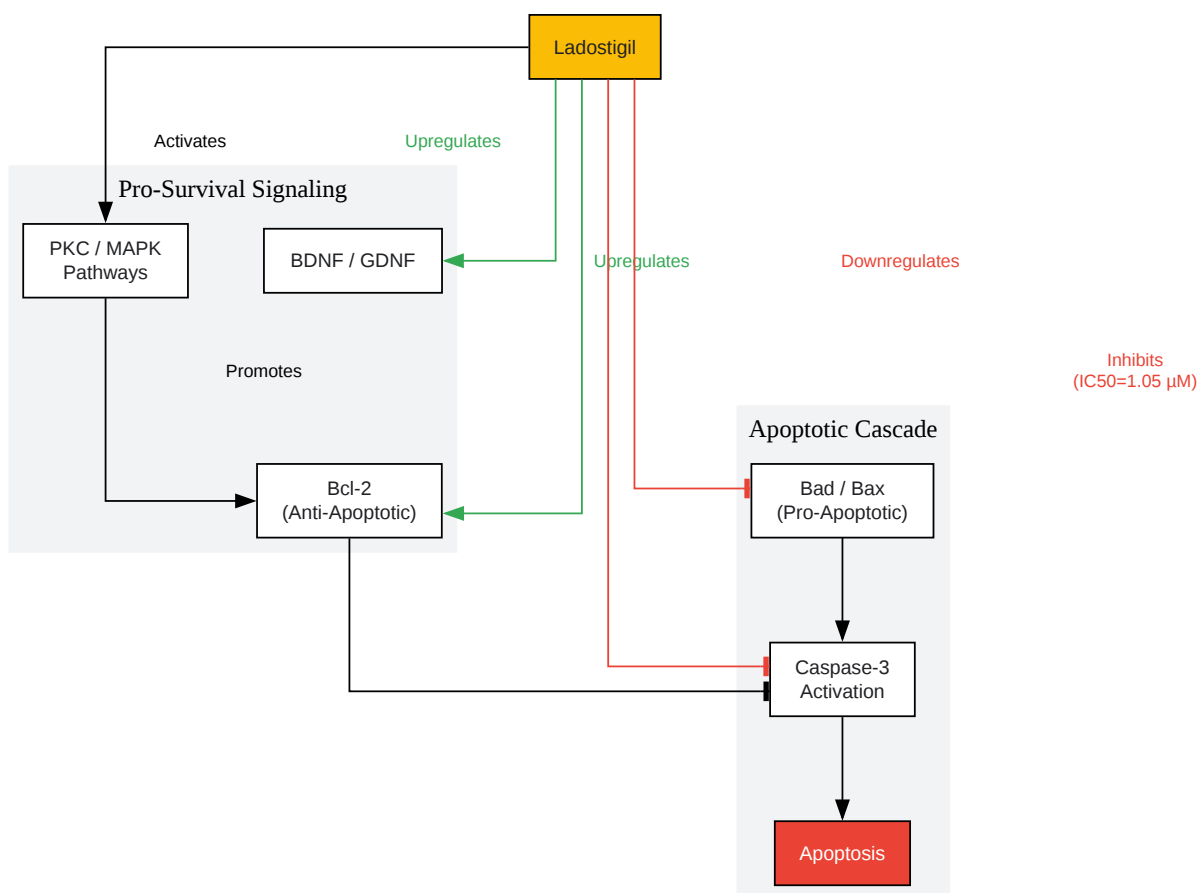 Ladostigil
Activates
Upregulates
Pro-Survival Signaling
PKC / MAPK
Pathways
BDNF / GDNF
Upregulates
Downregulates
Promotes
Inhibits
(IC50=1.05 µM)
Apoptotic Cascade
Bcl-2
(Anti-Apoptotic)
Bad / Bax
(Pro-Apoptotic)
Caspase-3
Activation
Apoptosis